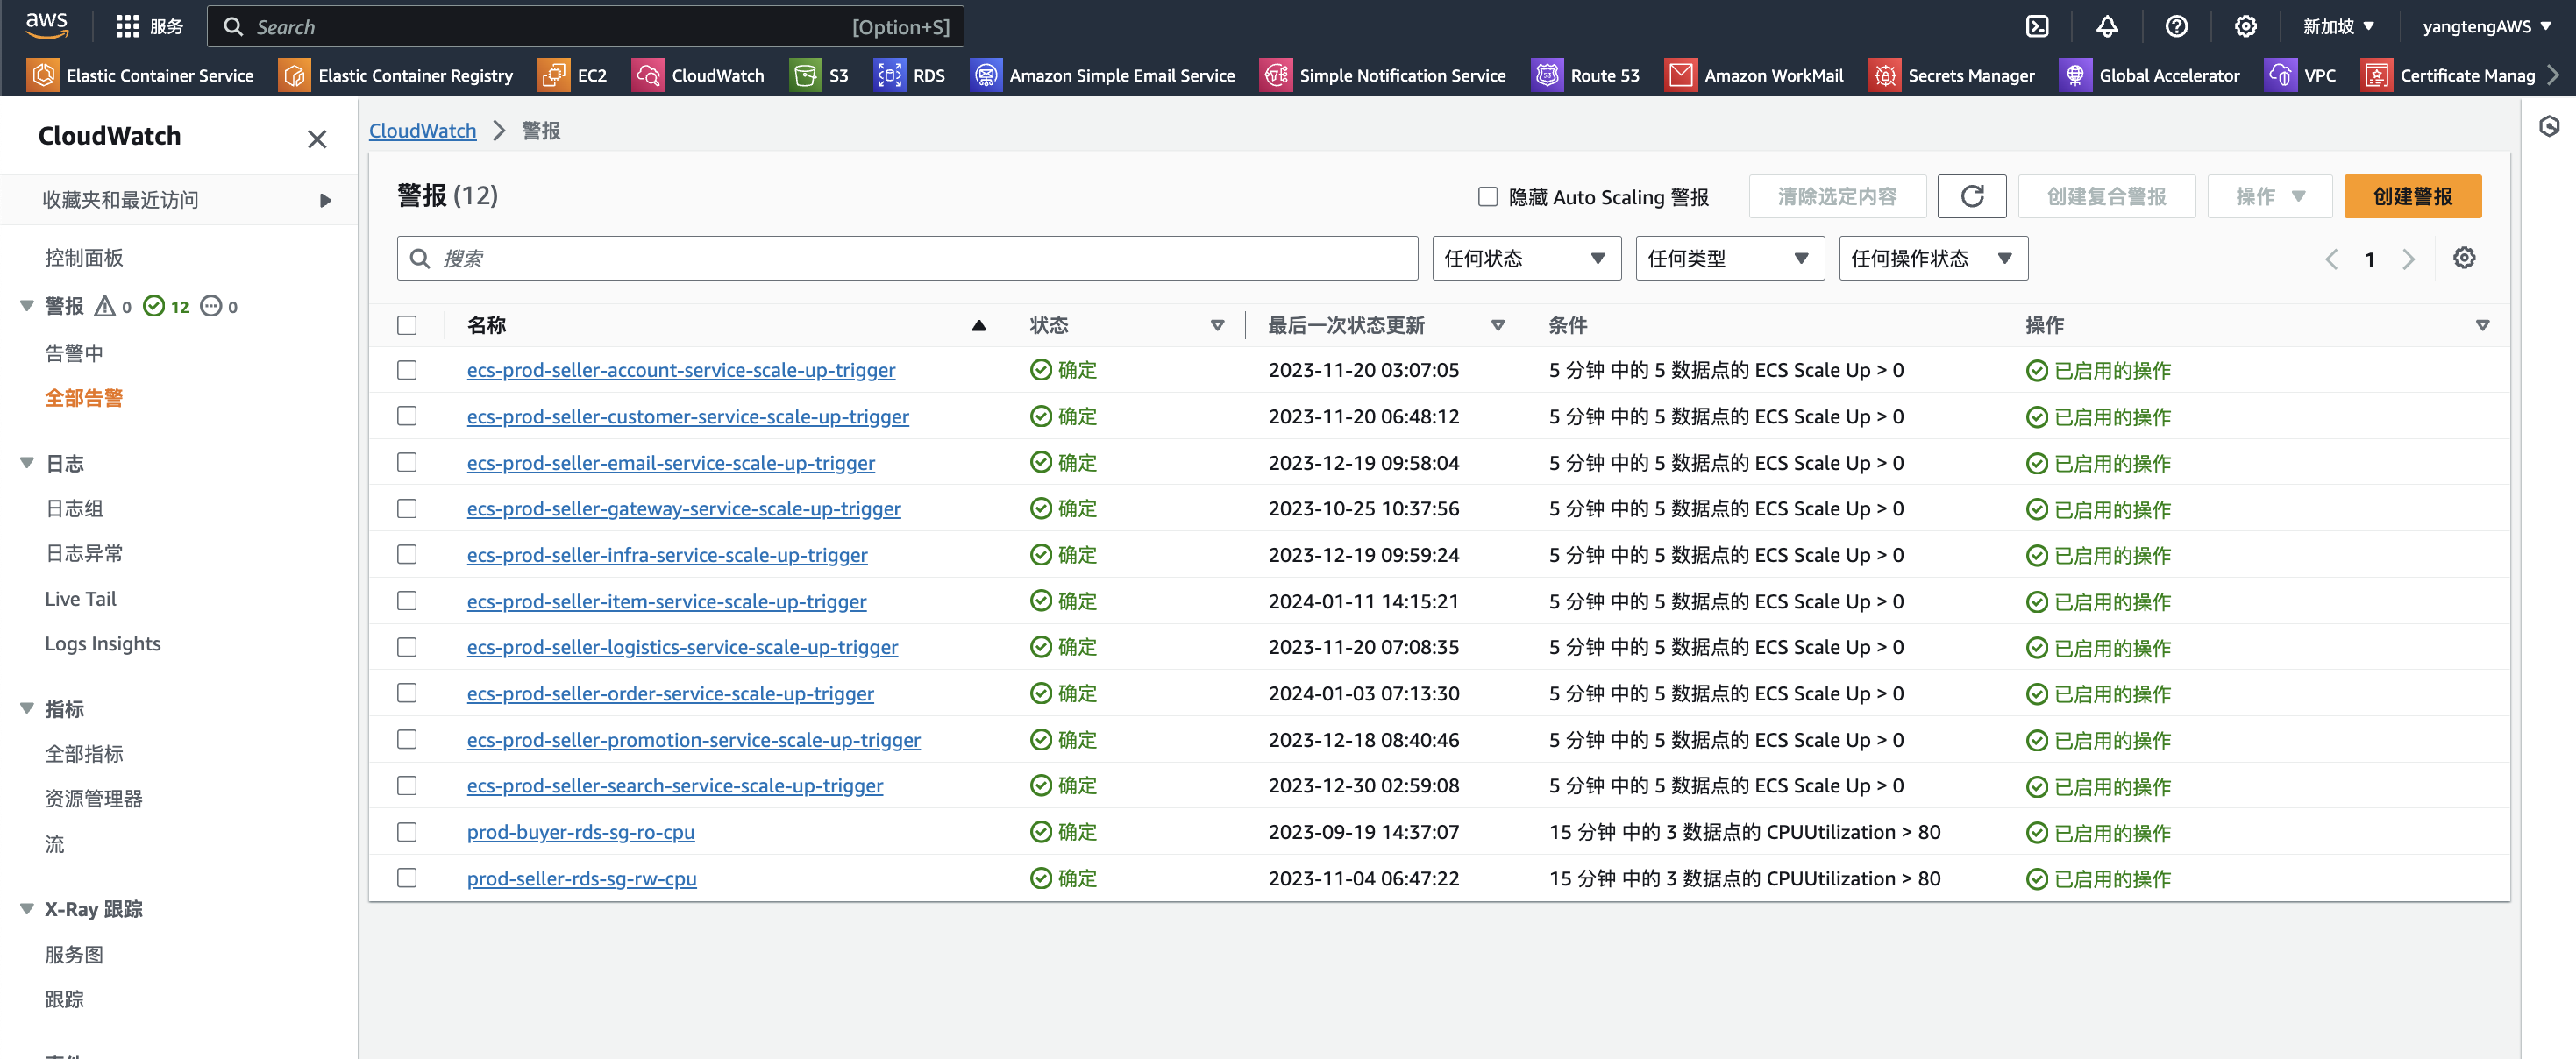 aws 服务 Search [Option+S] 新加坡 yangtengAWS
Elastic Container Service Elastic Container Registry EC2 CloudWatch S3 RDS Amazon Simple Email Service Simple Notification Service Route 53 Amazon WorkMail Secrets Manager Global Accelerator VPC Certificate Manag
CloudWatch
收藏夹和最近访问
控制面板
警报 0 12 0
告警中
全部告警
日志
日志组
日志异常
Live Tail
Logs Insights
指标
全部指标
资源管理器
流
X-Ray 跟踪
服务图
跟踪
CloudWatch 警报
警报 (12) 隐藏 Auto Scaling 警报 清除选定内容 创建复合警报 操作 创建警报
搜索 任何状态 任何类型 任何操作状态 1
名称 状态 最后一次状态更新 条件 操作
ecs-prod-seller-account-service-scale-up-trigger 确定 2023-11-20 03:07:05 5 分钟 中的 5 数据点的 ECS Scale Up > 0 已启用的操作
ecs-prod-seller-customer-service-scale-up-trigger 确定 2023-11-20 06:48:12 5 分钟 中的 5 数据点的 ECS Scale Up > 0 已启用的操作
ecs-prod-seller-email-service-scale-up-trigger 确定 2023-12-19 09:58:04 5 分钟 中的 5 数据点的 ECS Scale Up > 0 已启用的操作
ecs-prod-seller-gateway-service-scale-up-trigger 确定 2023-10-25 10:37:56 5 分钟 中的 5 数据点的 ECS Scale Up > 0 已启用的操作
ecs-prod-seller-infra-service-scale-up-trigger 确定 2023-12-19 09:59:24 5 分钟 中的 5 数据点的 ECS Scale Up > 0 已启用的操作
ecs-prod-seller-item-service-scale-up-trigger 确定 2024-01-11 14:15:21 5 分钟 中的 5 数据点的 ECS Scale Up > 0 已启用的操作
ecs-prod-seller-logistics-service-scale-up-trigger 确定 2023-11-20 07:08:35 5 分钟 中的 5 数据点的 ECS Scale Up > 0 已启用的操作
ecs-prod-seller-order-service-scale-up-trigger 确定 2024-01-03 07:13:30 5 分钟 中的 5 数据点的 ECS Scale Up > 0 已启用的操作
ecs-prod-seller-promotion-service-scale-up-trigger 确定 2023-12-18 08:40:46 5 分钟 中的 5 数据点的 ECS Scale Up > 0 已启用的操作
ecs-prod-seller-search-service-scale-up-trigger 确定 2023-12-30 02:59:08 5 分钟 中的 5 数据点的 ECS Scale Up > 0 已启用的操作
prod-buyer-rds-sg-ro-cpu 确定 2023-09-19 14:37:07 15 分钟 中的 3 数据点的 CPUUtilization > 80 已启用的操作
prod-seller-rds-sg-rw-cpu 确定 2023-11-04 06:47:22 15 分钟 中的 3 数据点的 CPUUtilization > 80 已启用的操作